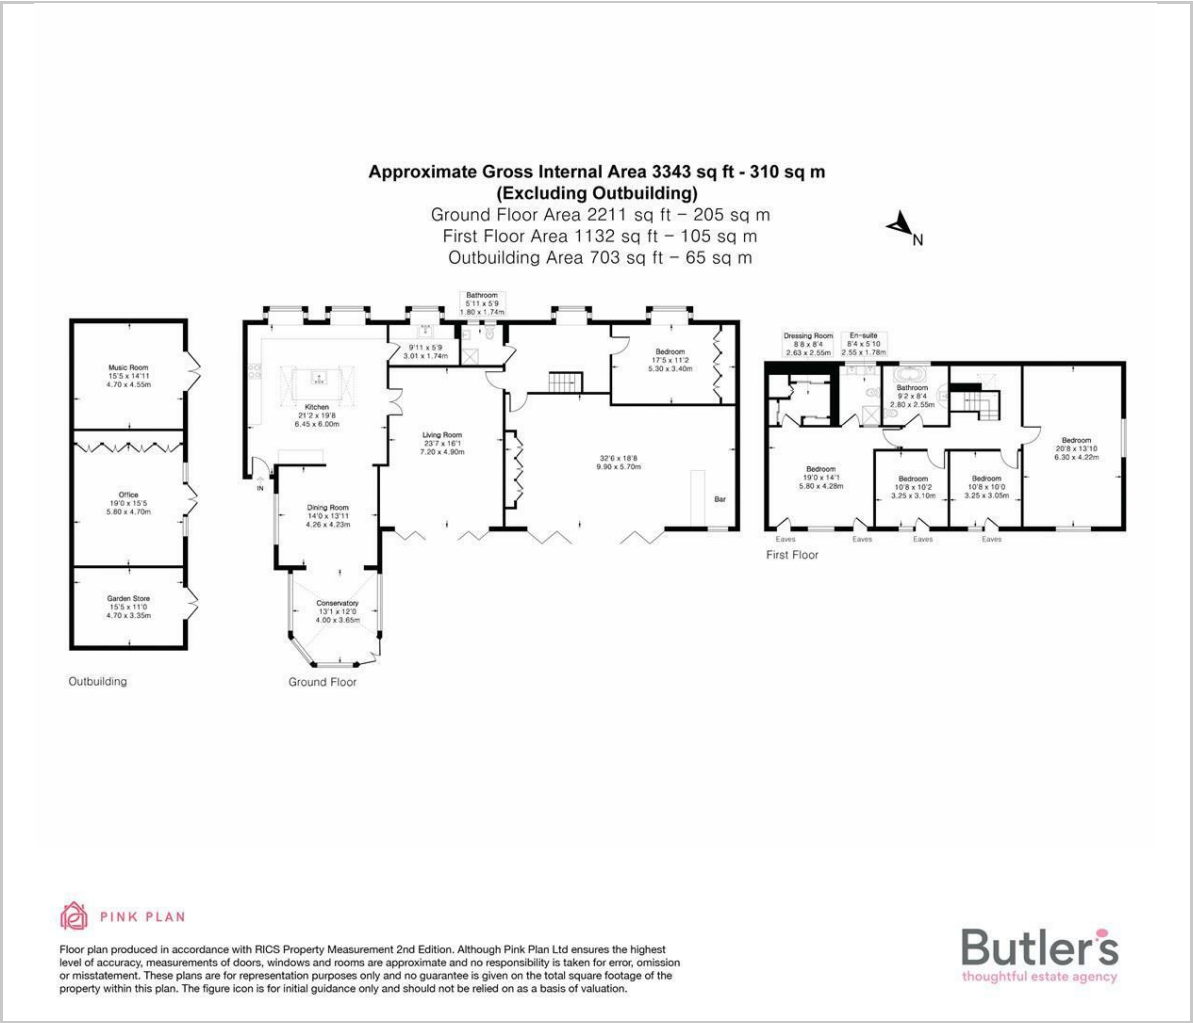 Approximate Gross Internal Area 3343 sq ft - 310 sq m
(Excluding Outbuilding)
Ground Floor Area 2211 sq ft – 205 sq m
First Floor Area 1132 sq ft – 105 sq m
Outbuilding Area 703 sq ft – 65 sq m
N
Music Room
15'5 x 14'11
4.70 x 4.55m
Office
19'0 x 15'5
5.80 x 4.70m
Garden Store
15'5 x 11'0
4.70 x 3.35m
Outbuilding
Bathroom
5'11 x 5'9
1.80 x 1.74m
9'11 x 5'9
3.01 x 1.74m
Bedroom
17'5 x 11'2
5.30 x 3.40m
Kitchen
21'2 x 19'8
6.45 x 6.00m
Living Room
23'7 x 16'1
7.20 x 4.90m
32'6 x 18'8
9.90 x 5.70m
Bar
IN
Dining Room
14'0 x 13'11
4.26 x 4.23m
Conservatory
13'1 x 12'0
4.00 x 3.65m
Ground Floor
Dressing Room
8'8 x 8'4
2.63 x 2.55m
En-suite
8'4 x 5'10
2.55 x 1.78m
Bathroom
9'2 x 8'4
2.80 x 2.55m
Bedroom
20'8 x 13'10
6.30 x 4.22m
Bedroom
19'0 x 14'1
5.80 x 4.28m
Bedroom
10'8 x 10'2
3.25 x 3.10m
Bedroom
10'8 x 10'0
3.25 x 3.05m
Eaves
Eaves
Eaves
Eaves
First Floor
PINK PLAN
Floor plan produced in accordance with RICS Property Measurement 2nd Edition. Although Pink Plan Ltd ensures the highest
level of accuracy, measurements of doors, windows and rooms are approximate and no responsibility is taken for error, omission
or misstatement. These plans are for representation purposes only and no guarantee is given on the total square footage of the
property within this plan. The figure icon is for initial guidance only and should not be relied on as a basis of valuation.
Butler's
thoughtful estate agency